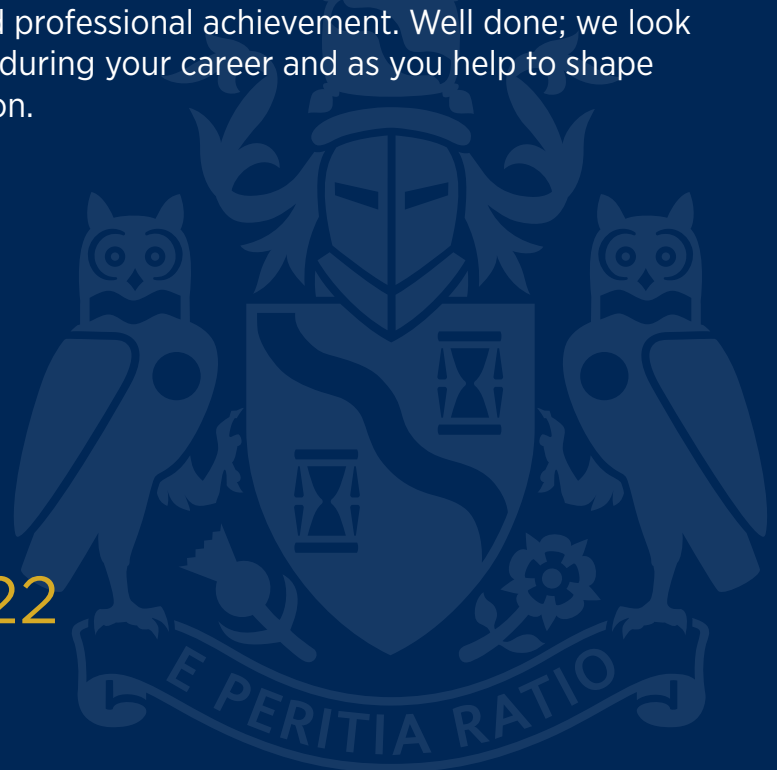 professional achievement. Well done; we look
during your career and as you help to shape
on.
22
E PERITIA RATIO